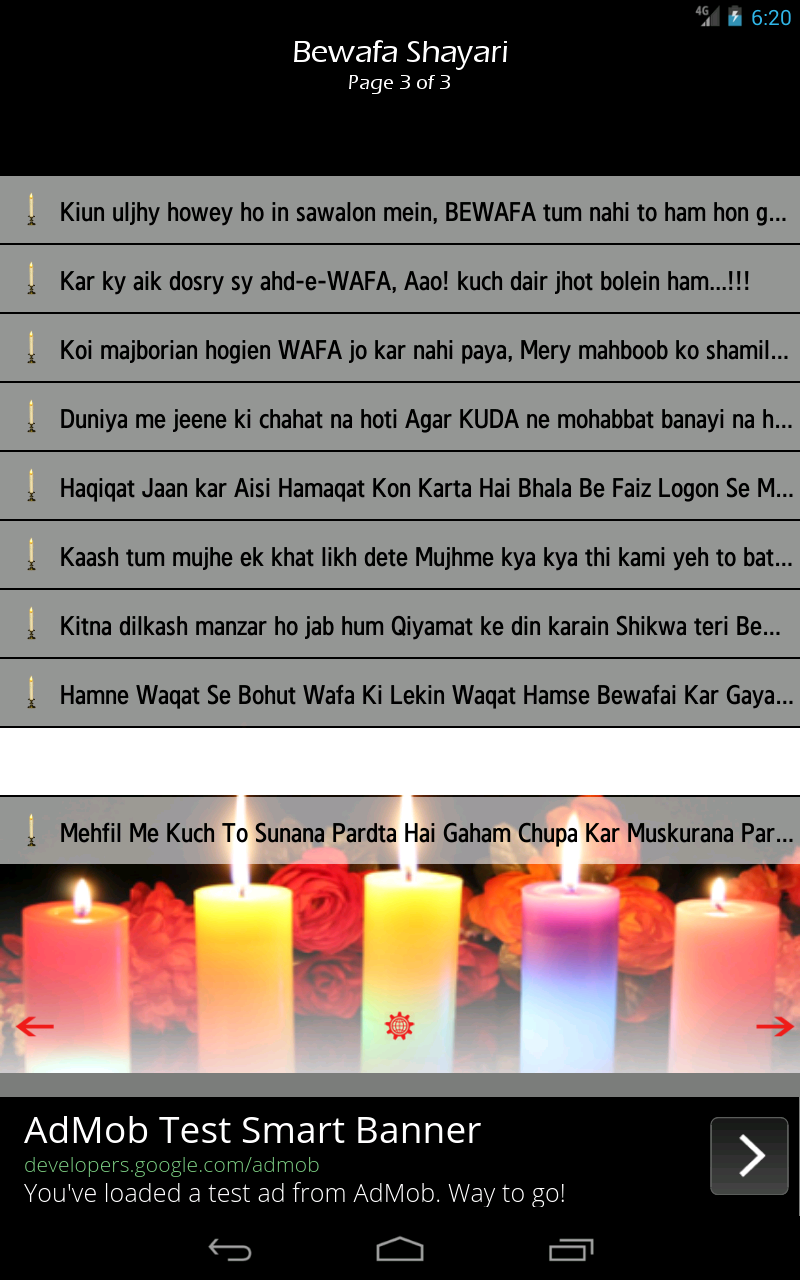 4G 6:20
Bewafa Shayari
Page 3 of 3
Kiun uljhy howey ho in sawalon mein, BEWAFA tum nahi to ham hon g...
Kar ky aik dosry sy ahd-e-WAFA, Aao! kuch dair jhot bolein ham...!!!
Koi majborian hogien WAFA jo kar nahi paya, Mery mahboob ko shamil...
Duniya me jeene ki chahat na hoti Agar KUDA ne mohabbat banayi na h...
Haqiqat Jaan kar Aisi Hamaqat Kon Karta Hai Bhala Be Faiz Logon Se M...
Kaash tum mujhe ek khat likh dete Mujhme kya kya thi kami yeh to bat...
Kitna dilkash manzar ho jab hum Qiyamat ke din karain Shikwa teri Be...
Hamne Waqat Se Bohut Wafa Ki Lekin Waqat Hamse Bewafai Kar Gaya...
Mehfil Me Kuch To Sunana Pardta Hai Gaham Chupa Kar Muskurana Par...
AdMob Test Smart Banner
developers.google.com/admob
You've loaded a test ad from AdMob. Way to go!